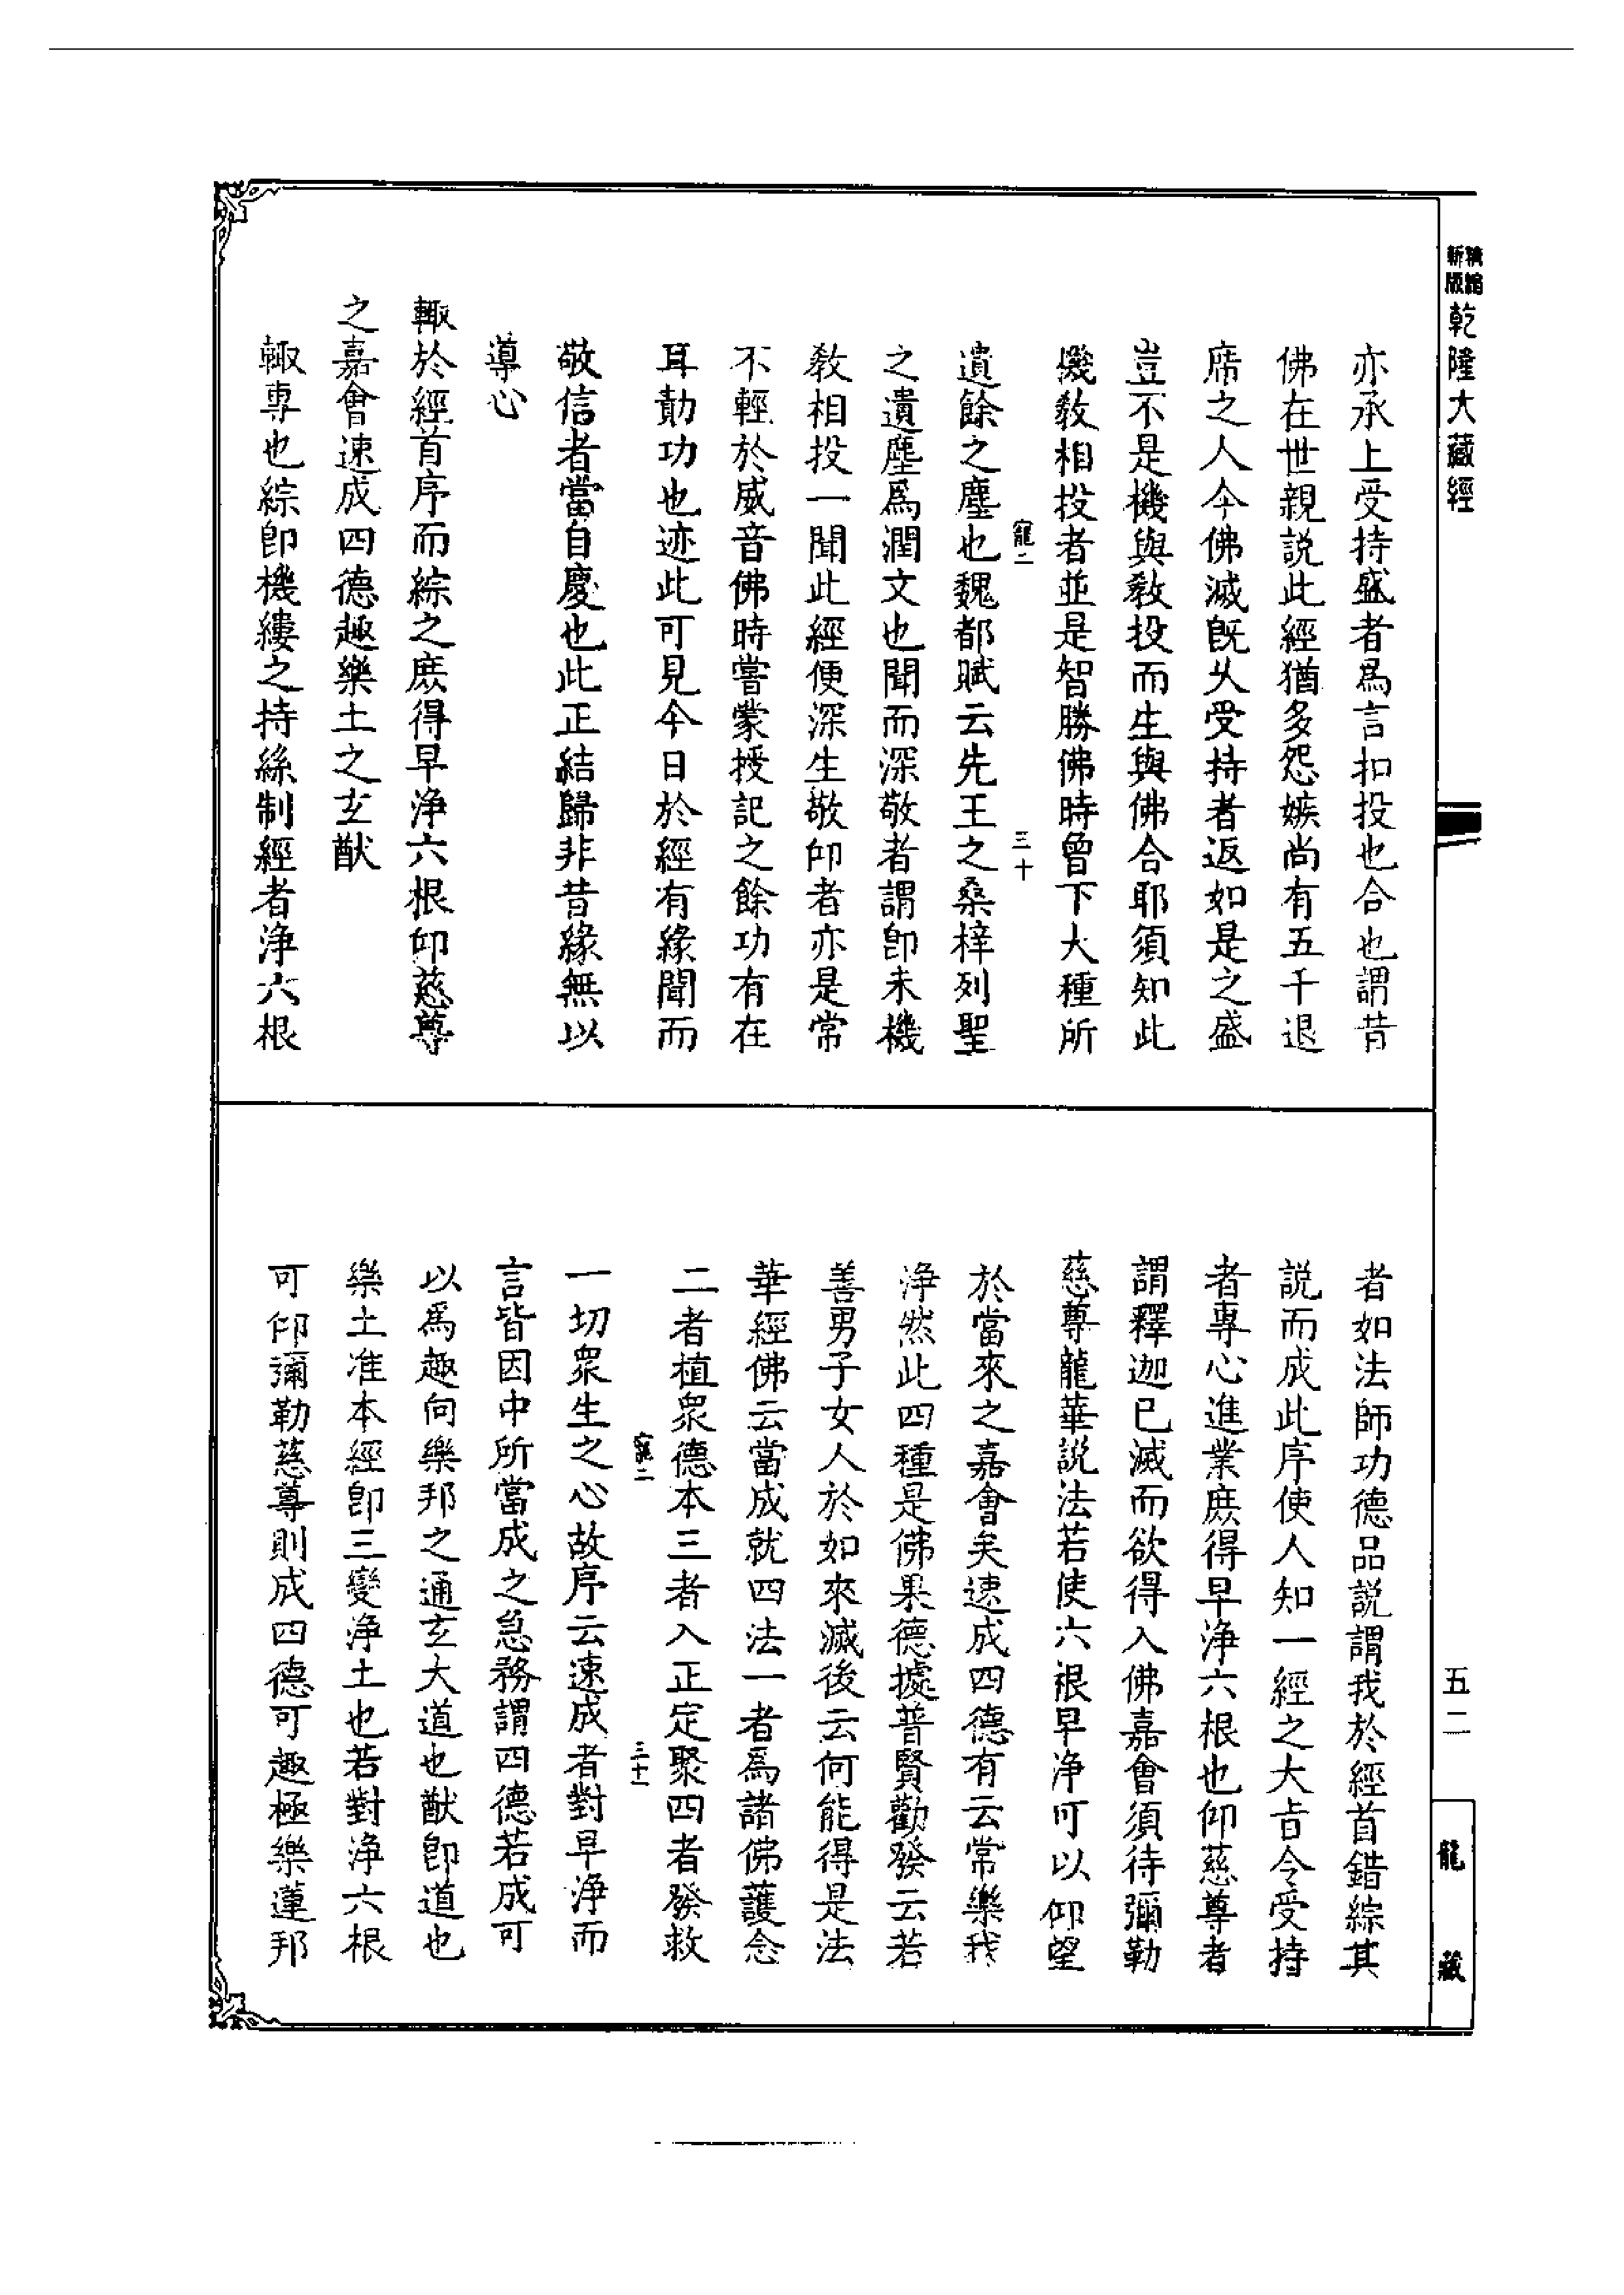 精縮新版
乾隆大藏經
亦承上受持盛者爲言扣投也合也謂昔
佛在世親説此經猶多怨嫉尚有五千退
席之人今佛滅旣久受持者返如是之盛
豈不是機與敎投而生與佛合耶須知此
機敎相投者並是智勝佛時曾下大種所
寵二
三十
遺餘之塵也魏都賦云先王之桑梓列聖
之遺塵爲潤文也聞而深敬者謂卽未機
敎相投一聞此經便深生敬仰者亦是常
不輕於威音佛時嘗蒙授記之餘功有在
耳勣功也迹此可見今日於經有緣聞而
敬信者當自慶也此正結歸非昔緣無以
導心
輙於經首序而綜之庶得早淨六根仰慈尊
之嘉會速成四德趣樂土之玄猷
輙專也綜卽機縷之持絲制經者淨六根
者如法師功德品説謂我於經首錯綜其
説而成此序使人知一經之大旨令受持
者專心進業庶得早淨六根也仰慈尊者
謂釋迦已滅而欲得入佛嘉會須待彌勒
慈尊龍華説法若使六根早淨可以仰望
於當來之嘉會矣速成四德有云常樂我
淨然此四種是佛果德據普賢勸發云若
善男子女人於如來滅後云何能得是法
華經佛云當成就四法一者爲諸佛護念
二者植衆德本三者入正定聚四者發救
寵二
三十一
一切衆生之心故序云速成者對早淨而
言皆因中所當成之急務謂四德若成可
以爲趣向樂邦之通玄大道也猷卽道也
樂土准本經卽三變淨土也若對淨六根
可仰彌勒慈尊則成四德可趣極樂蓮邦
五二
龍藏